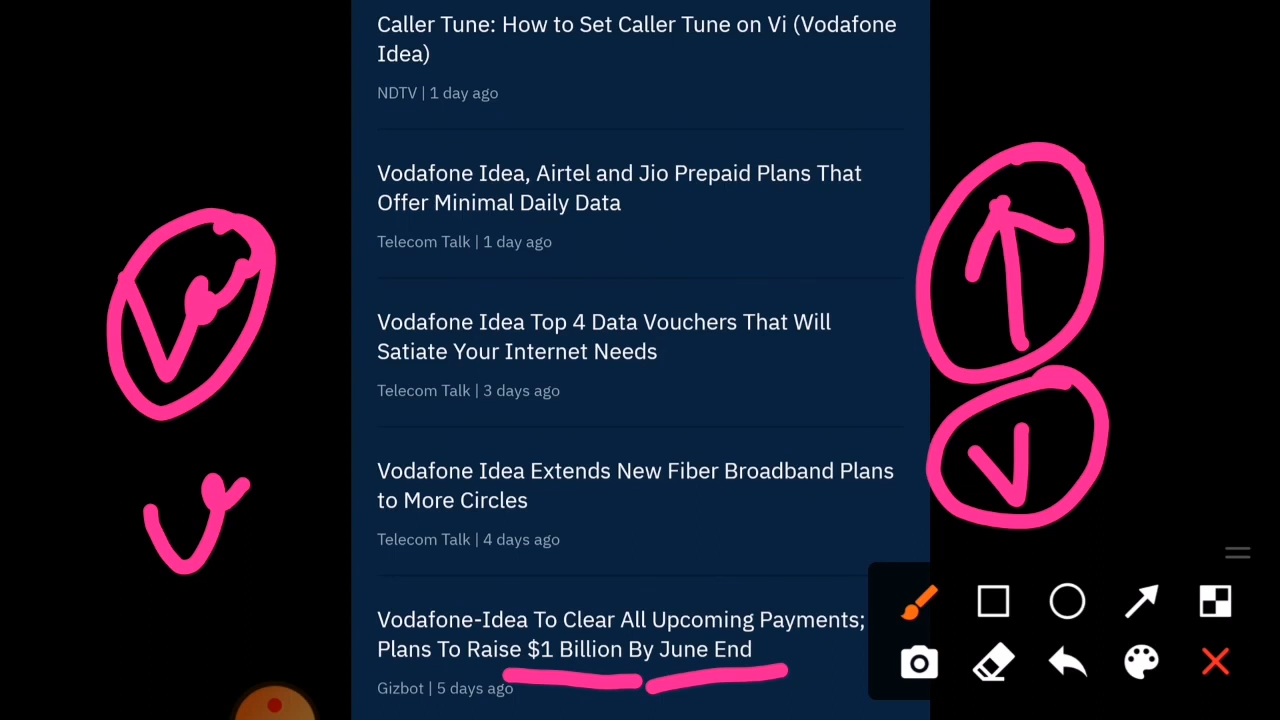 Caller Tune: How to Set Caller Tune on Vi (Vodafone
Idea)
NDTV | 1 day ago
Vodafone Idea, Airtel and Jio Prepaid Plans That
Offer Minimal Daily Data
Telecom Talk | 1 day ago
Vodafone Idea Top 4 Data Vouchers That Will
Satiate Your Internet Needs
Telecom Talk | 3 days ago
Vodafone Idea Extends New Fiber Broadband Plans
to More Circles
Telecom Talk | 4 days ago
Vodafone-Idea To Clear All Upcoming Payments;
Plans To Raise $1 Billion By June End
Gizbot | 5 days ago